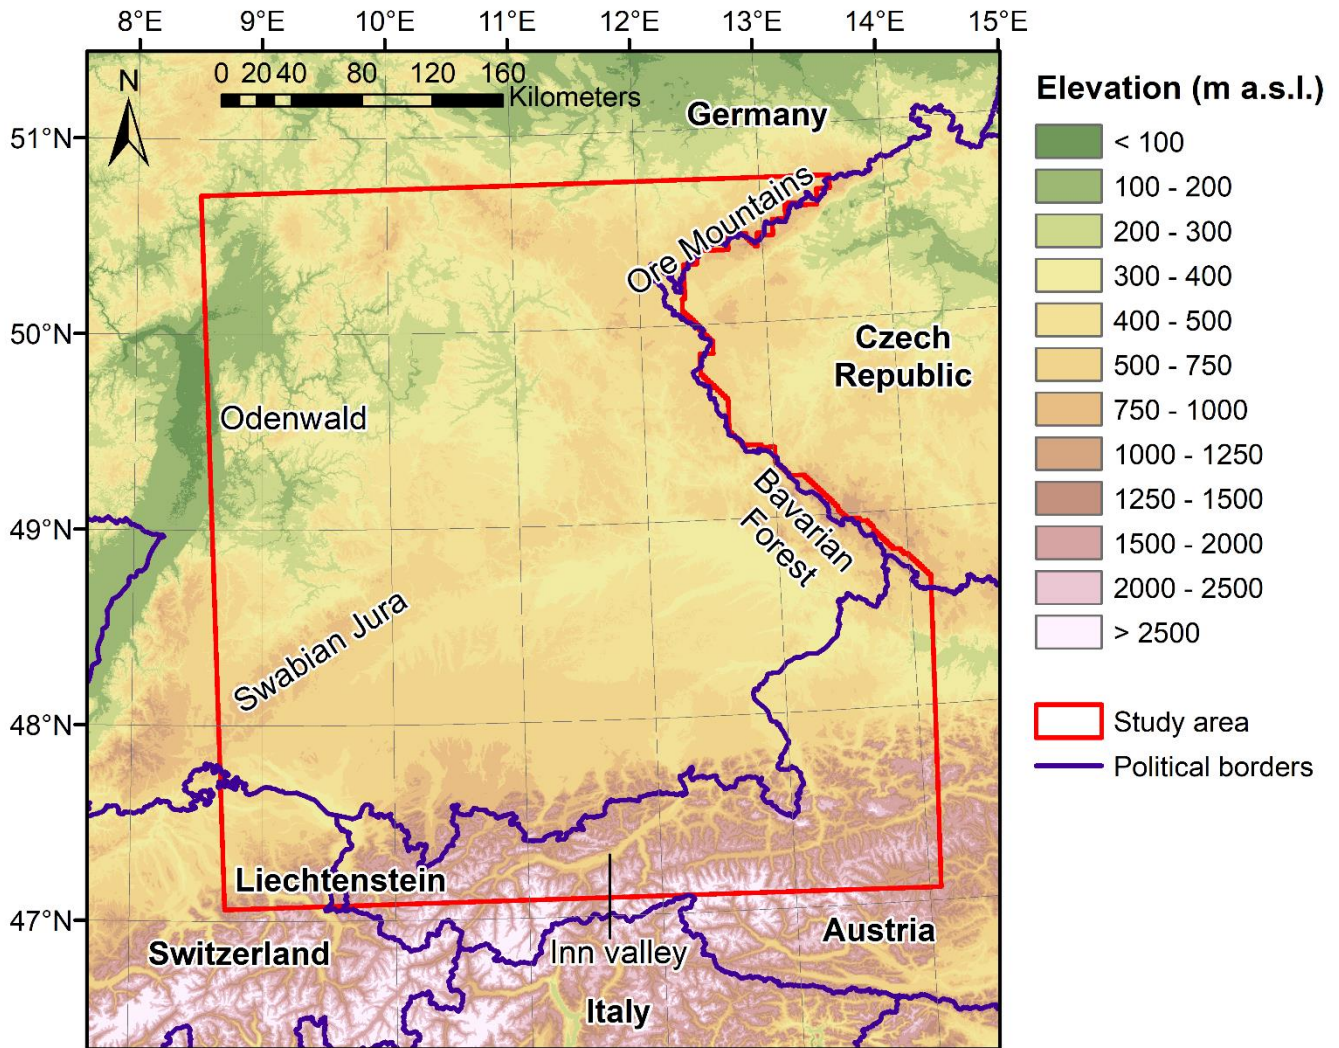 8°E 9°E 10°E 11°E 12°E 13°E 14°E 15°E
N
0 20 40 80 120 160
Kilometers
Germany
51°N
Ore Mountains
50°N
Czech
Republic
Odenwald
Bavarian
Forest
49°N
Swabian Jura
48°N
Liechtenstein
47°N
Switzerland
Inn valley
Austria
Italy
Elevation (m a.s.l.)
< 100
100 - 200
200 - 300
300 - 400
400 - 500
500 - 750
750 - 1000
1000 - 1250
1250 - 1500
1500 - 2000
2000 - 2500
> 2500
Study area
Political borders